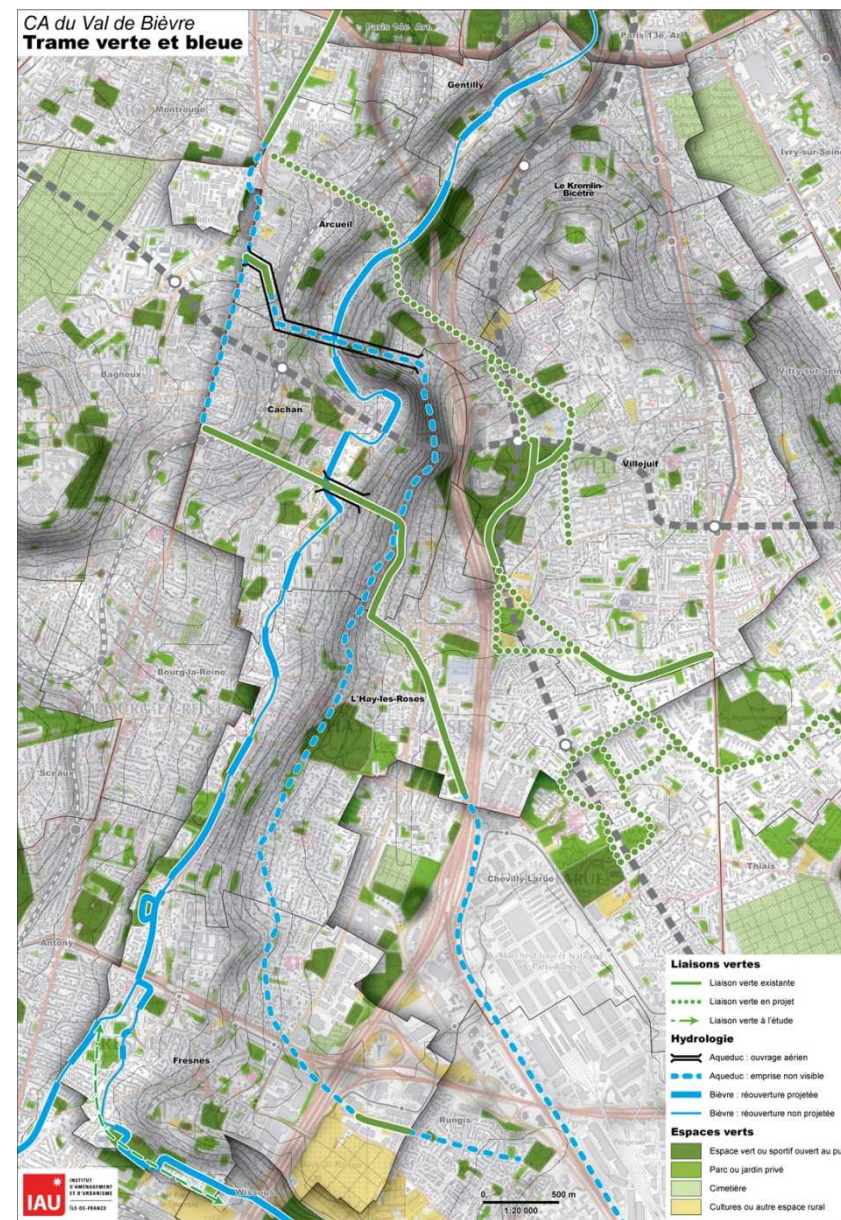 CA du Val de Bièvre
Trame verte et bleue
Paris 14e Arr.
Paris 13e Arr.
Gentilly
Montrouge
Ivry-sur-Seine
Le Kremlin-
Bicêtre
Arcueil
Bagneux
Vitry-sur-Seine
Cachan
Villejuif
Bourg-la-Reine
L'Hay-les-Roses
Sceaux
Chevilly-Larue
Thiais
Antony
Fresnes
Rungis
Wissous
Liaisons vertes
Liaison verte existante
Liaison verte en projet
Liaison verte à l'étude
Hydrologie
Aqueduc : ouvrage aérien
Aqueduc : emprise non visible
Bièvre : réouverture projetée
Bièvre : réouverture non projetée
Espaces verts
Espace vert ou sportif ouvert au pu
Parc ou jardin privé
Cimetière
Cultures ou autre espace rural
0 500 m
1:20 000
IAU
INSTITUT
D'AMÉNAGEMENT
ET D'URBANISME
ÎLE-DE-FRANCE